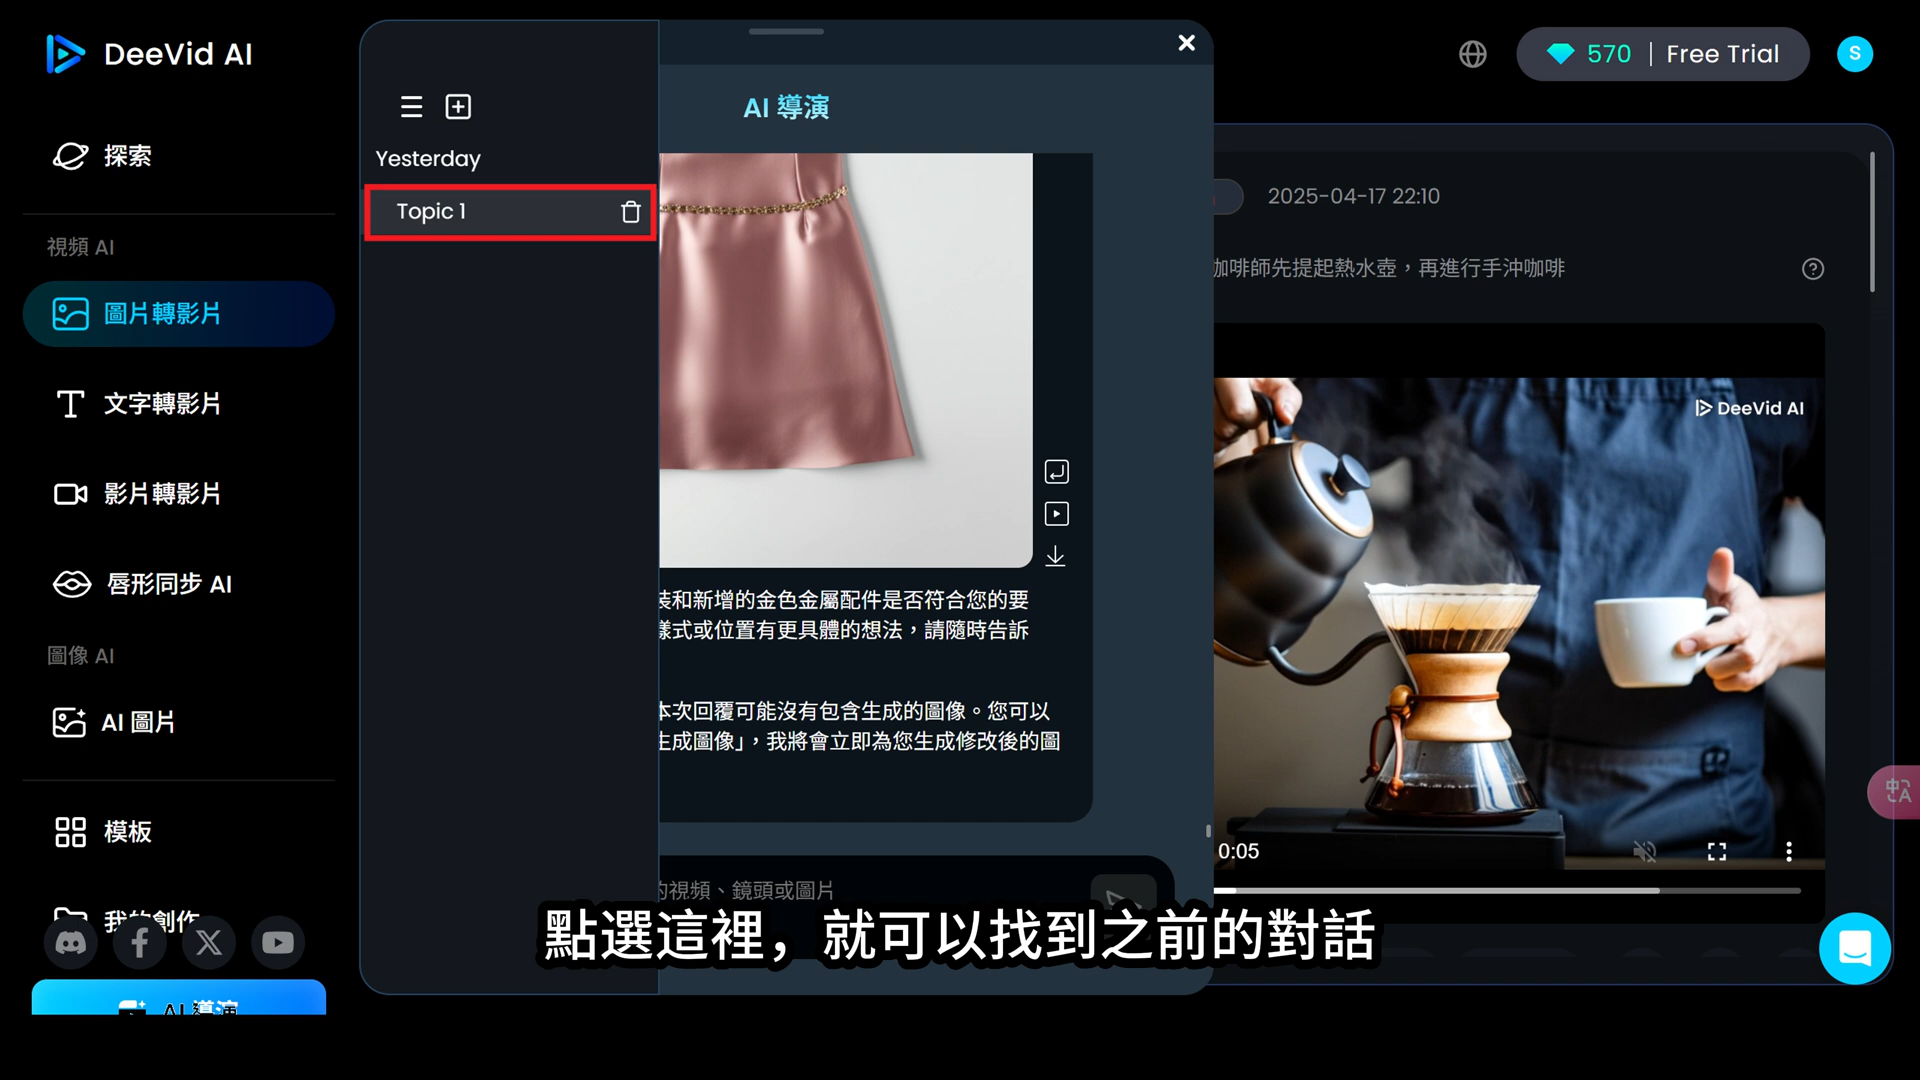 DeeVid AI
探索
視頻 AI
圖片轉影片
文字轉影片
影片轉影片
唇形同步 AI
圖像 AI
AI 圖片
模板
我的創作
AI 導演
Yesterday
Topic 1
AI 導演
裝和新增的金色金屬配件是否符合您的要
樣式或位置有更具體的想法，請隨時告訴
本次回覆可能沒有包含生成的圖像。您可以
生成圖像」，我將會立即為您生成修改後的圖
的視頻、鏡頭或圖片
570 | Free Trial
S
2025-04-17 22:10
咖啡師先提起熱水壺，再進行手沖咖啡
DeeVid AI
0:05
點選這裡，就可以找到之前的對話